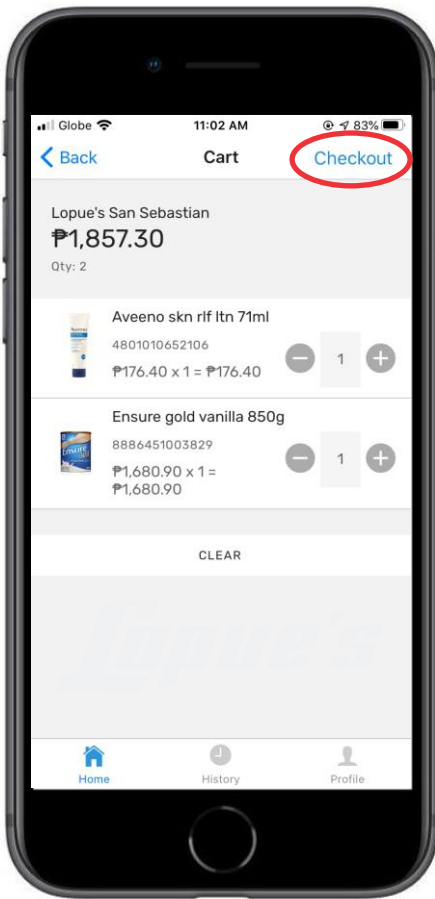 Globe
11:02 AM
83%
Back
Cart
Checkout
Lopue's San Sebastian
₱1,857.30
Qty: 2
Aveeno skn rlf ltn 71ml
4801010652106
₱176.40 x 1 = ₱176.40
1
Ensure gold vanilla 850g
8886451003829
₱1,680.90 x 1 =
₱1,680.90
1
CLEAR
Lopue's
Home
History
Profile